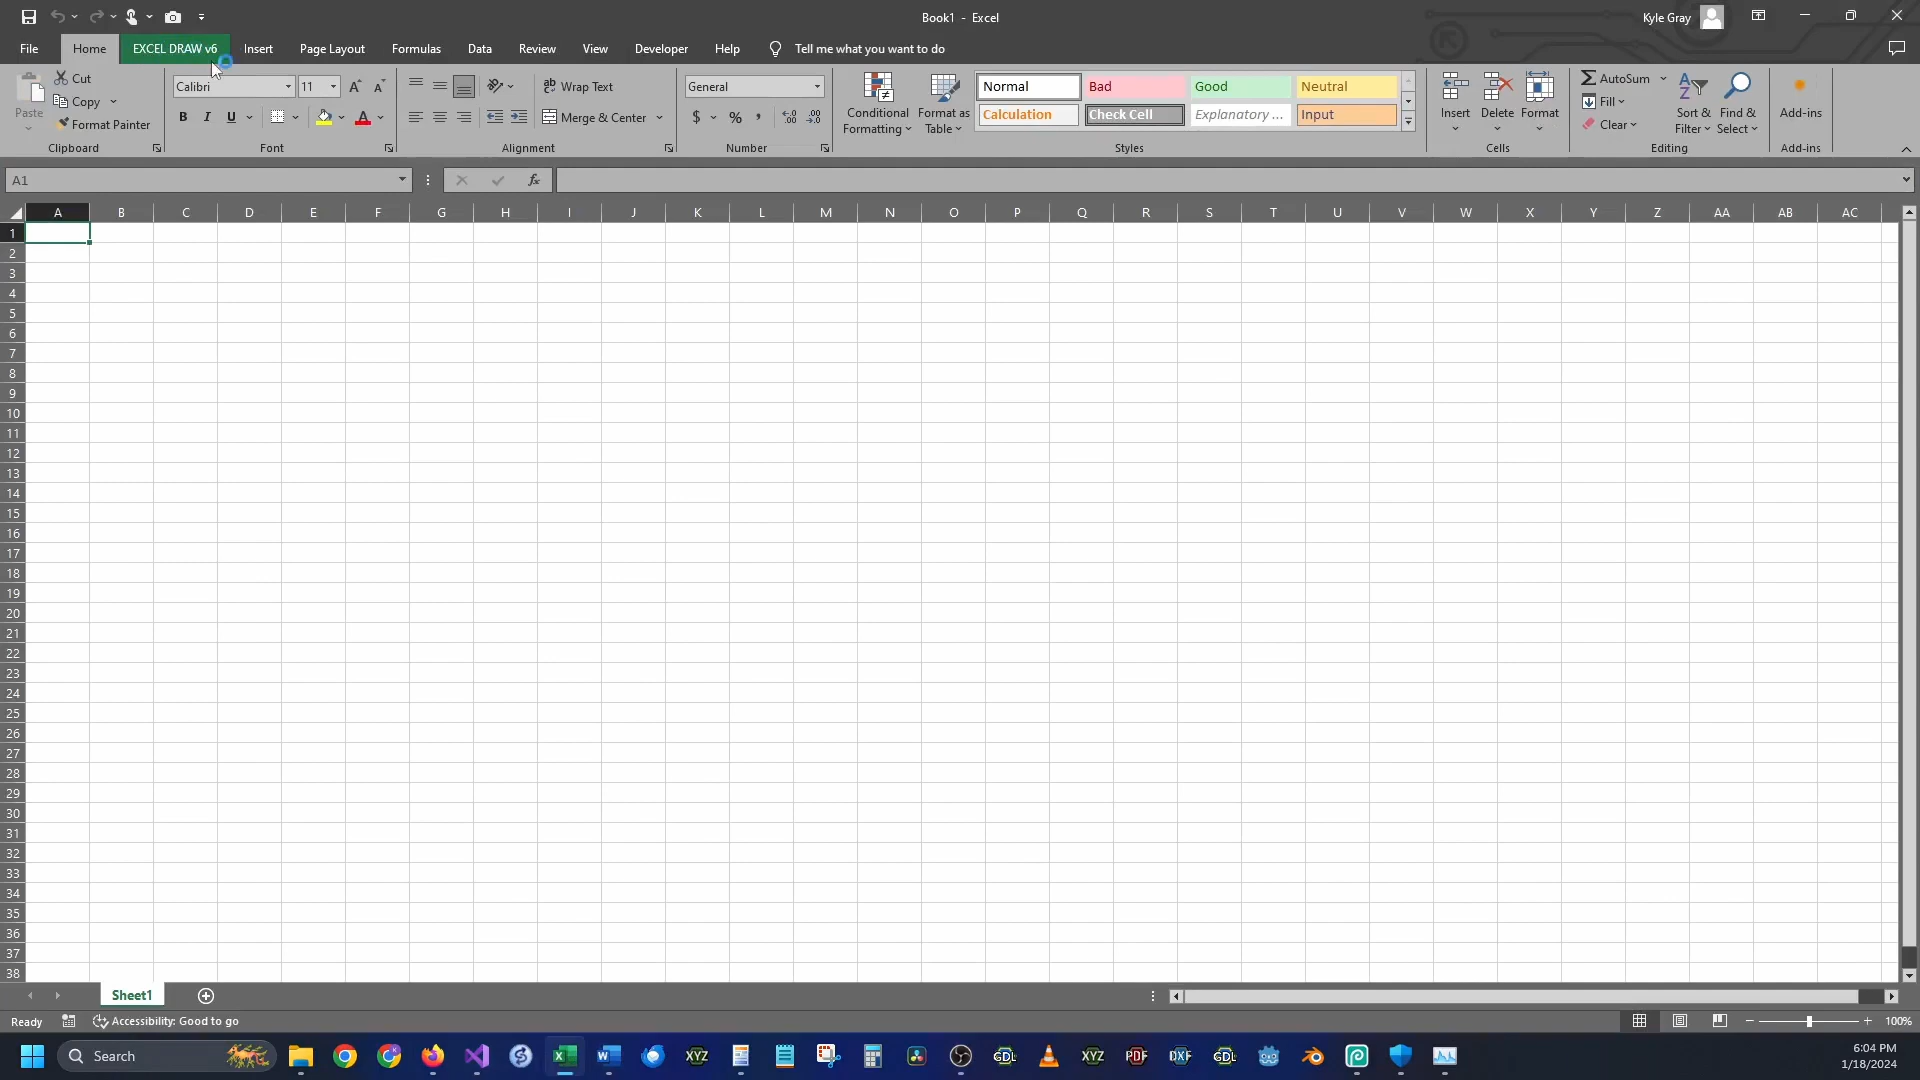 Book1 - Excel
Kyle Gray
File Home EXCEL DRAW v6 Insert Page Layout Formulas Data Review View Developer Help Tell me what you want to do
Paste
Cut
Copy
Format Painter
Clipboard
Calibri 11
B I U
Font
Wrap Text
Merge & Center
Alignment
General
$ % ,
Number
Conditional
Formatting
Format as
Table
Normal Bad Good Neutral
Calculation Check Cell Explanatory ... Input
Styles
Insert Delete Format
Cells
AutoSum
Fill
Clear
Sort &
Filter
Find &
Select
Editing
Add-ins
Add-ins
A1 fx
A B C D E F G H I J K L M N O P Q R S T U V W X Y Z AA AB AC
1
2
3
4
5
6
7
8
9
10
11
12
13
14
15
16
17
18
19
20
21
22
23
24
25
26
27
28
29
30
31
32
33
34
35
36
37
38
Sheet1
Ready Accessibility: Good to go 100%
Search XYZ GDL XYZ PDF DXF GDL
6:04 PM
1/18/2024